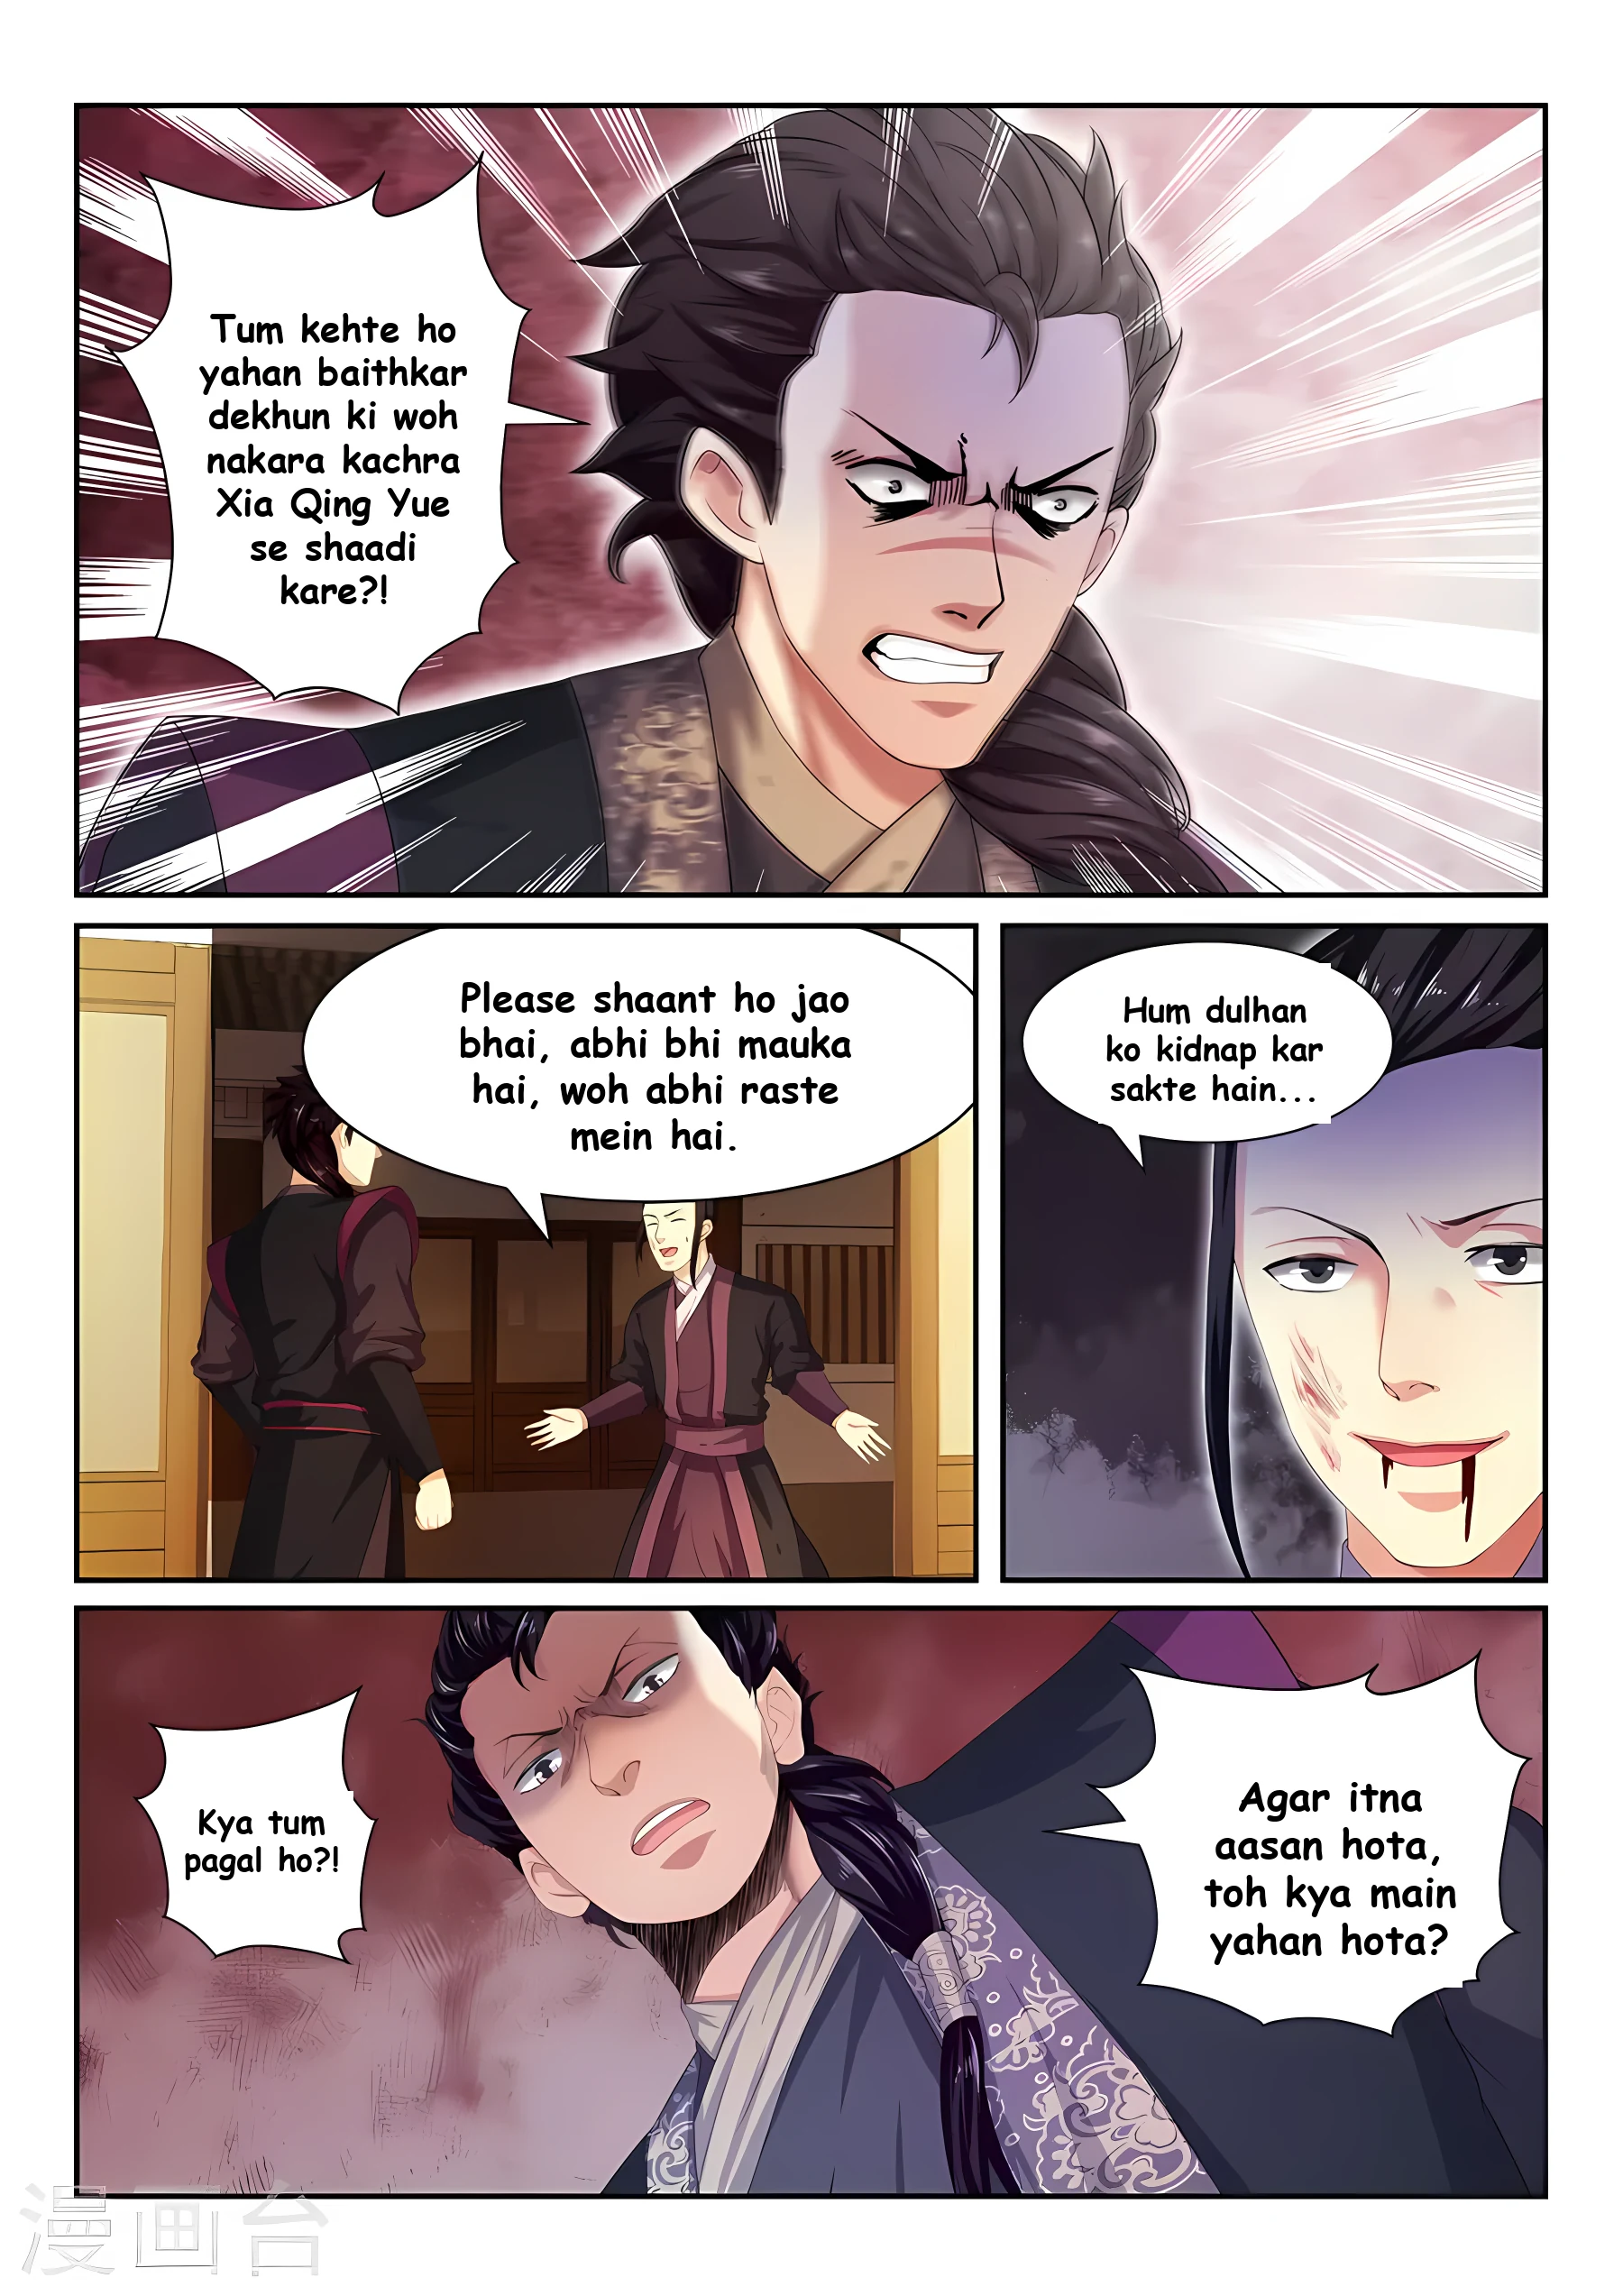 Tum kehte ho
yahan baithkar
dekhun ki woh
nakara kachra
Xia Qing Yue
se shaadi
kare?!
Please shaant ho jao
bhai, abhi bhi mauka
hai, woh abhi raste
mein hai.
Hum dulhan
ko kidnap kar
sakte hain...
Kya tum
pagal ho?!
Agar itna
aasan hota,
toh kya main
yahan hota?
漫画台